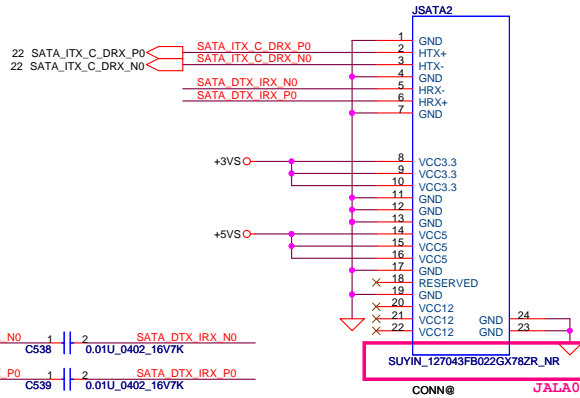 JSATA2
1 GND
22 SATA_ITX_C_DRX_P0 SATA_ITX_C_DRX_P0 2 HTX+
22 SATA_ITX_C_DRX_N0 SATA_ITX_C_DRX_N0 3 HTX-
4 GND
SATA_DTX_IRX_N0 5 HRX-
SATA_DTX_IRX_P0 6 HRX+
7 GND
+3VS 8 VCC3.3
9 VCC3.3
10 VCC3.3
11 GND
12 GND
13 GND
+5VS 14 VCC5
15 VCC5
16 VCC5
17 GND
18 RESERVED
19 GND
20 VCC12
21 VCC12 GND 24
22 VCC12 GND 23
_N0 1 2 SATA_DTX_IRX_N0
C538 0.01U_0402_16V7K
SUYIN_127043FB022GX78ZR_NR
_P0 1 2 SATA_DTX_IRX_P0
C539 0.01U_0402_16V7K
CONN@ JALA0